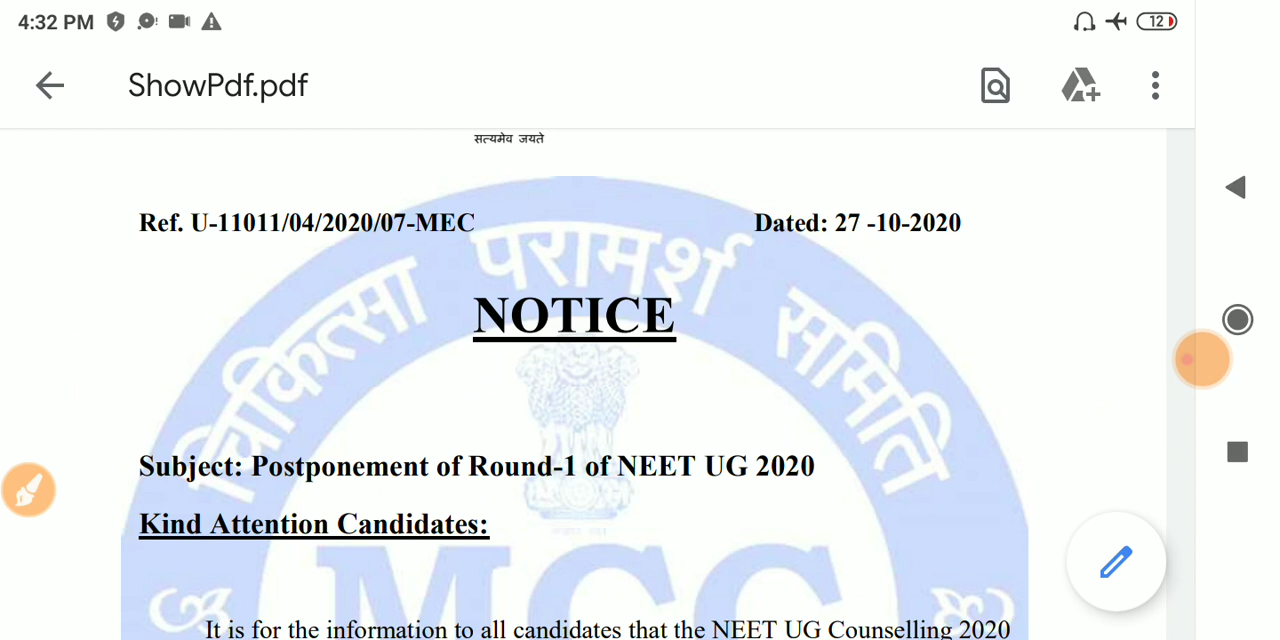 4:32 PM
12
ShowPdf.pdf
सत्यमेव जयते
Ref. U-11011/04/2020/07-MEC
Dated: 27 -10-2020
चिकित्सा परामर्श समिति
NOTICE
Subject: Postponement of Round-1 of NEET UG 2020
Kind Attention Candidates:
MCC
It is for the information to all candidates that the NEET UG Counselling 2020